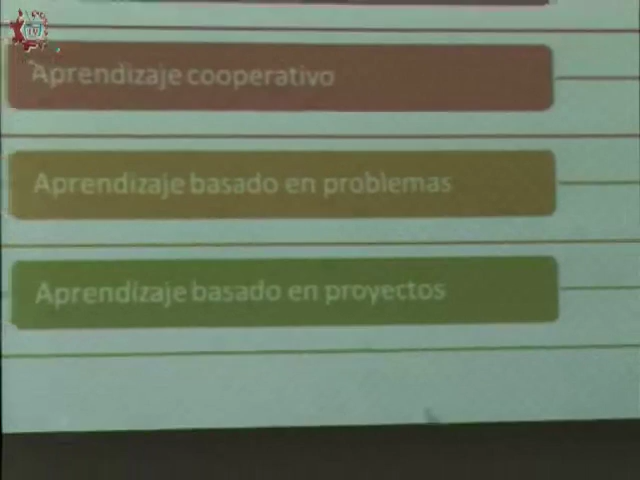 Aprendizaje cooperativo
Aprendizaje basado en problemas
Aprendizaje basado en proyectos